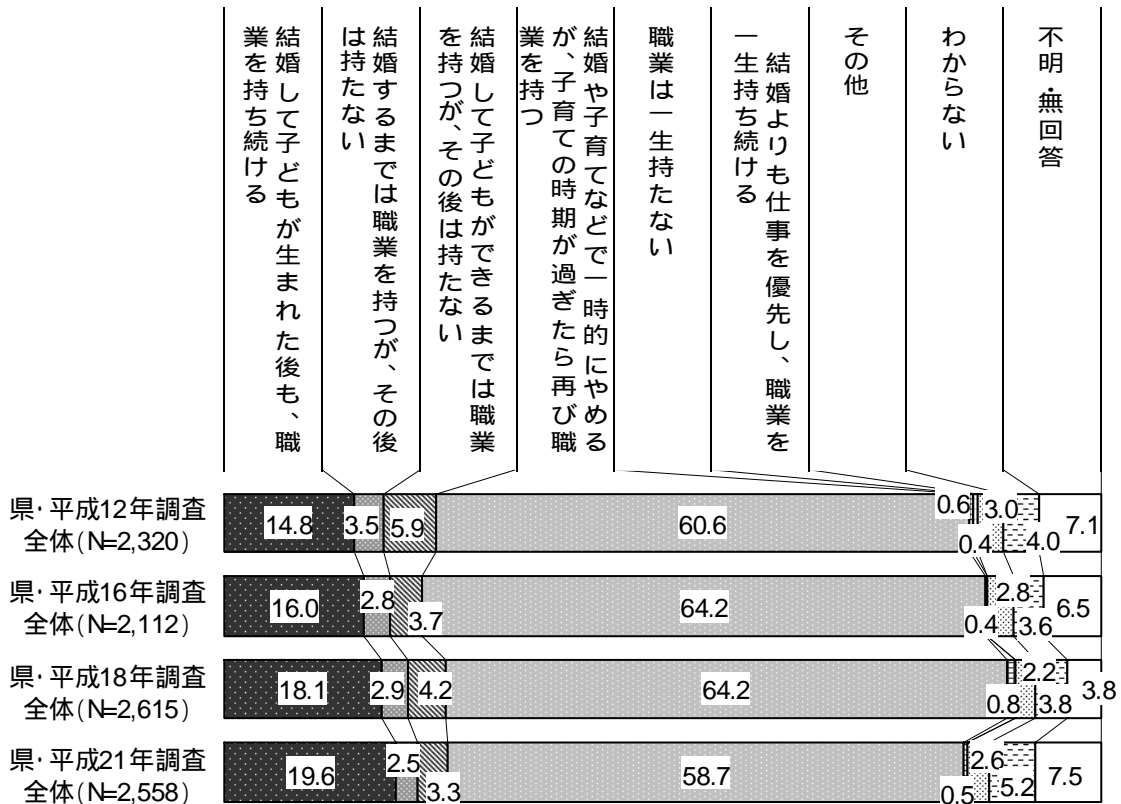 結婚して子どもが生まれた後も、職
業を持ち続ける
結婚するまでは職業を持つが、その後
は持たない
結婚して子どもができるまでは職業
を持つが、その後は持たない
結婚や子育てなどで一時的にやめる
が、子育ての時期が過ぎたら再び職
業を持つ
職業は一生持たない
結婚よりも仕事を優先し、職業を
一生持ち続ける
その他
わからない
不明・無回答
県・平成12年調査
全体(N=2,320)
14.8 3.5 5.9 60.6 0.6 0.4 3.0 4.0 7.1
県・平成16年調査
全体(N=2,112)
16.0 2.8 3.7 64.2 0.4 2.8 3.6 6.5
県・平成18年調査
全体(N=2,615)
18.1 2.9 4.2 64.2 0.8 2.2 3.8 3.8
県・平成21年調査
全体(N=2,558)
19.6 2.5 3.3 58.7 0.5 2.6 5.2 7.5